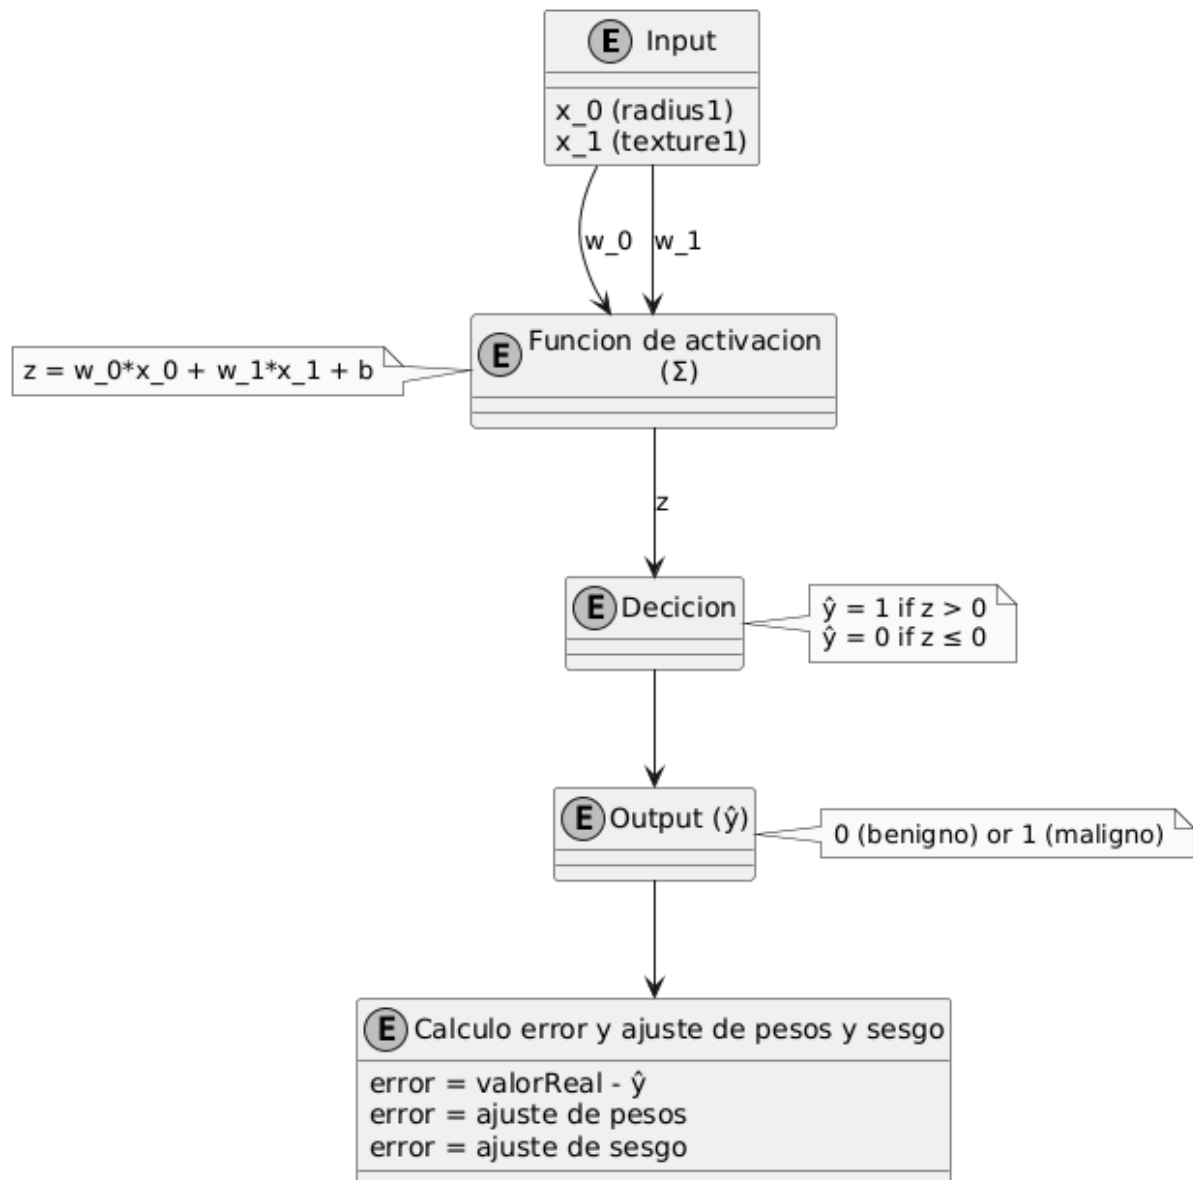 E Input
x_0 (radius1)
x_1 (texture1)
w_0 w_1
E Funcion de activacion
(Σ)
z = w_0*x_0 + w_1*x_1 + b
z
E Decicion
ŷ = 1 if z > 0
ŷ = 0 if z ≤ 0
E Output (ŷ)
0 (benigno) or 1 (maligno)
E Calculo error y ajuste de pesos y sesgo
error = valorReal - ŷ
error = ajuste de pesos
error = ajuste de sesgo